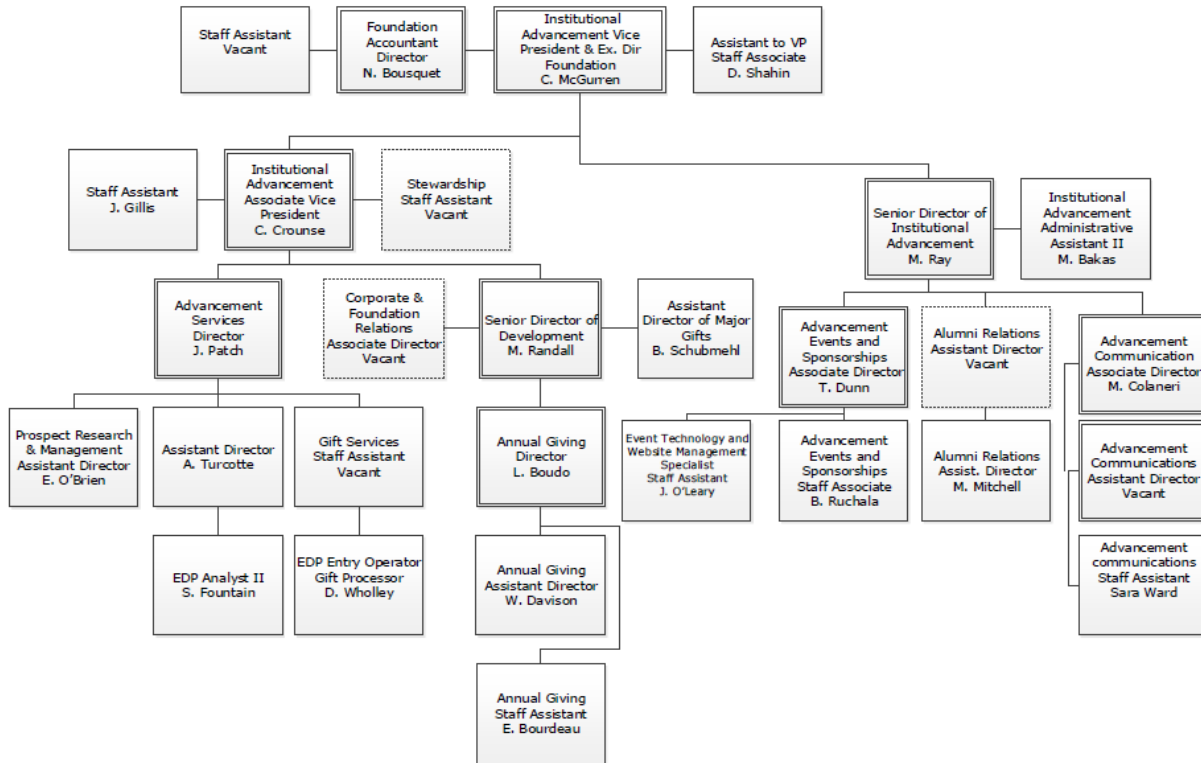 Staff Assistant
Vacant
Foundation
Accountant
Director
N. Bousquet
Institutional
Advancement Vice
President & Ex. Dir
Foundation
C. McGurren
Assistant to VP
Staff Associate
D. Shahin
Staff Assistant
J. Gillis
Institutional
Advancement
Associate Vice
President
C. Crounse
Stewardship
Staff Assistant
Vacant
Senior Director of
Institutional
Advancement
M. Ray
Institutional
Advancement
Administrative
Assistant II
M. Bakas
Advancement
Services
Director
J. Patch
Corporate &
Foundation
Relations
Associate Director
Vacant
Senior Director of
Development
M. Randall
Assistant
Director of Major
Gifts
B. Schubmehl
Advancement
Events and
Sponsorships
Associate Director
T. Dunn
Alumni Relations
Assistant Director
Vacant
Advancement
Communication
Associate Director
M. Colaneri
Prospect Research
& Management
Assistant Director
E. O'Brien
Assistant Director
A. Turcotte
Gift Services
Staff Assistant
Vacant
Annual Giving
Director
L. Boudo
Event Technology and
Website Management
Specialist
Staff Assistant
J. O'Leary
Advancement
Events and
Sponsorships
Staff Associate
B. Ruchala
Alumni Relations
Assist. Director
M. Mitchell
Advancement
Communications
Assistant Director
Vacant
EDP Analyst II
S. Fountain
EDP Entry Operator
Gift Processor
D. Wholley
Annual Giving
Assistant Director
W. Davison
Advancement
communications
Staff Assistant
Sara Ward
Annual Giving
Staff Assistant
E. Bourdeau